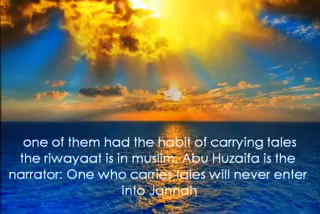 one of them had the habit of carrying tales
the riwayaat is in muslim, Abu Huzaifa is the
narrator: One who carries tales will never enter
into Jannah